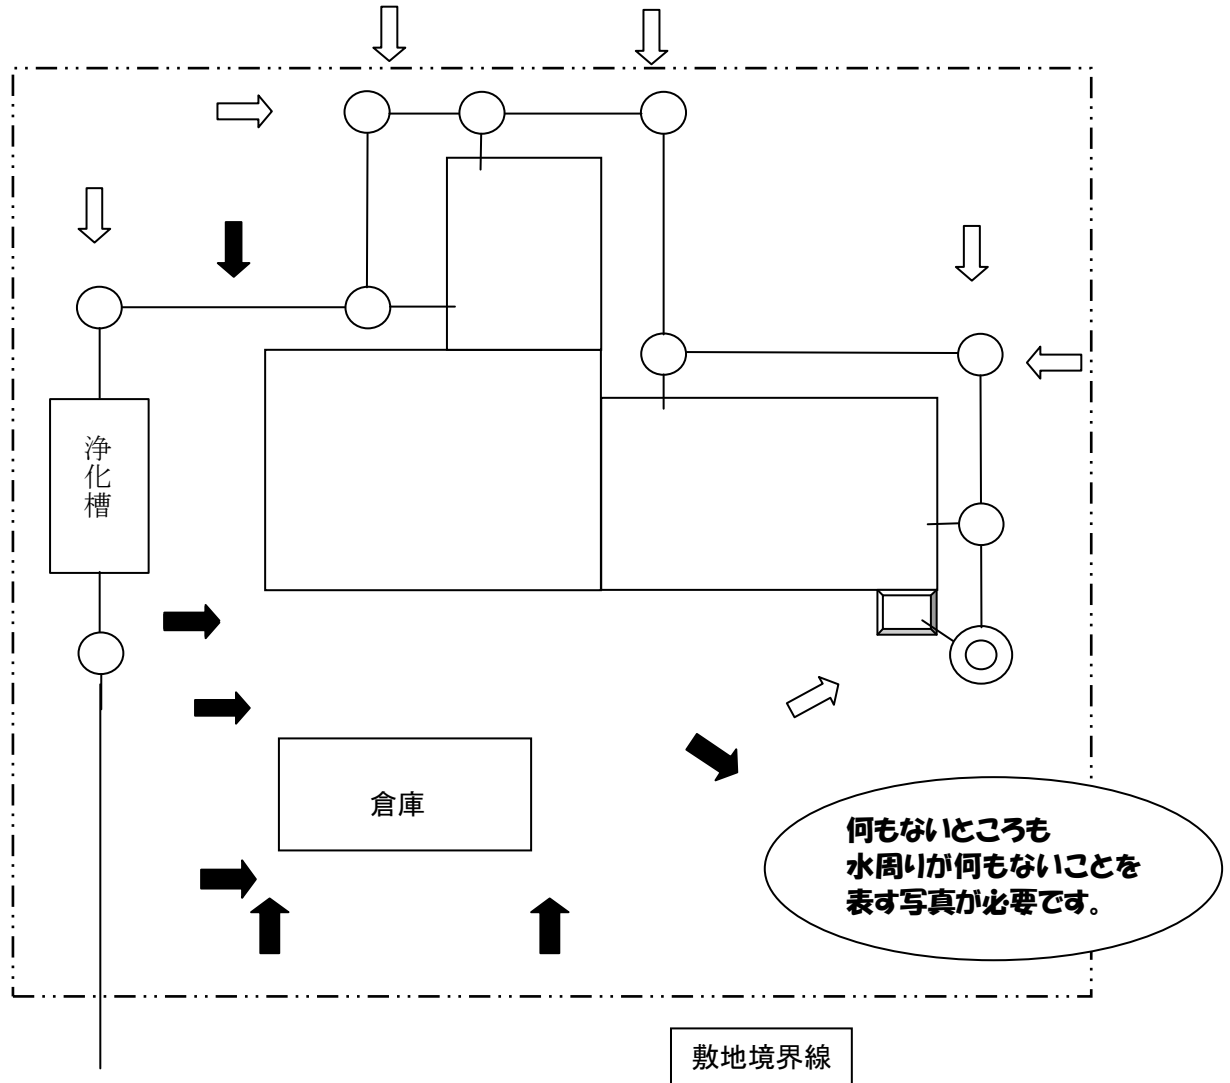 浄化槽
倉庫
何もないところも
水周りが何もないことを
表す写真が必要です。
敷地境界線